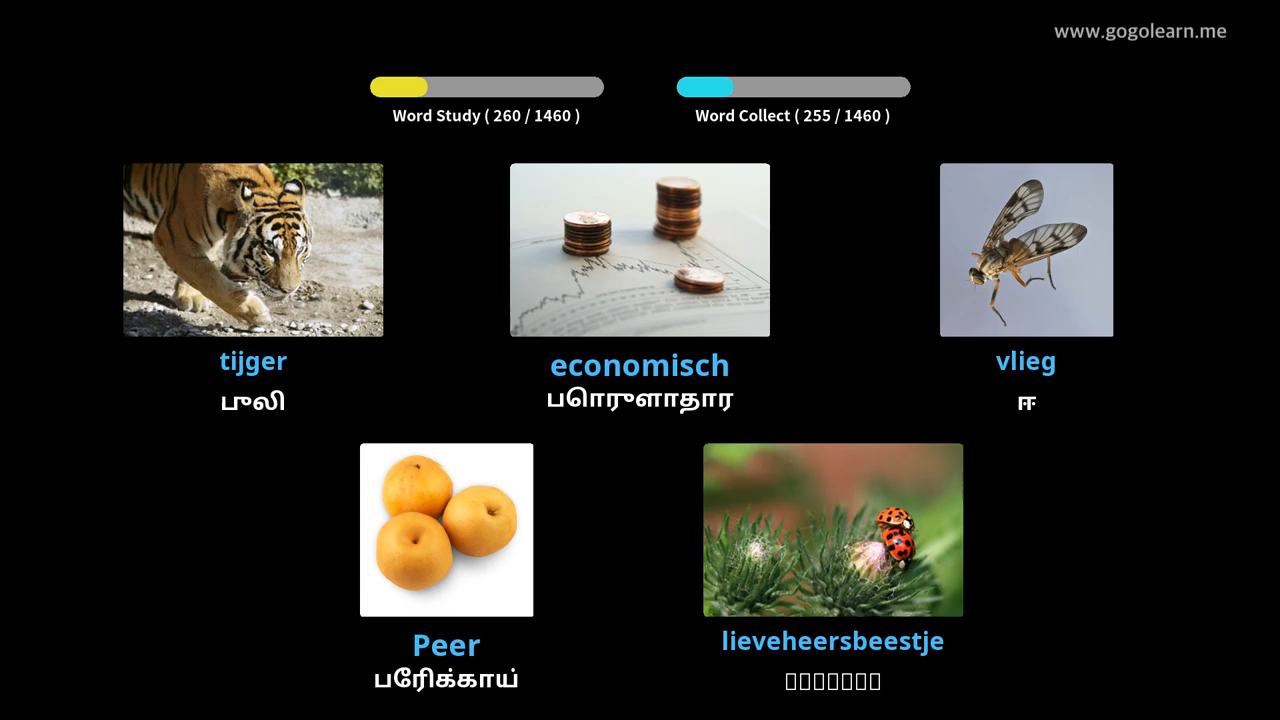 www.gogolearn.me
Word Study ( 260 / 1460 )
Word Collect ( 255 / 1460 )
tijger
economisch
vlieg
புலி
பொருளாதார
ஈ
Peer
lieveheersbeestje
பேரிக்காய்